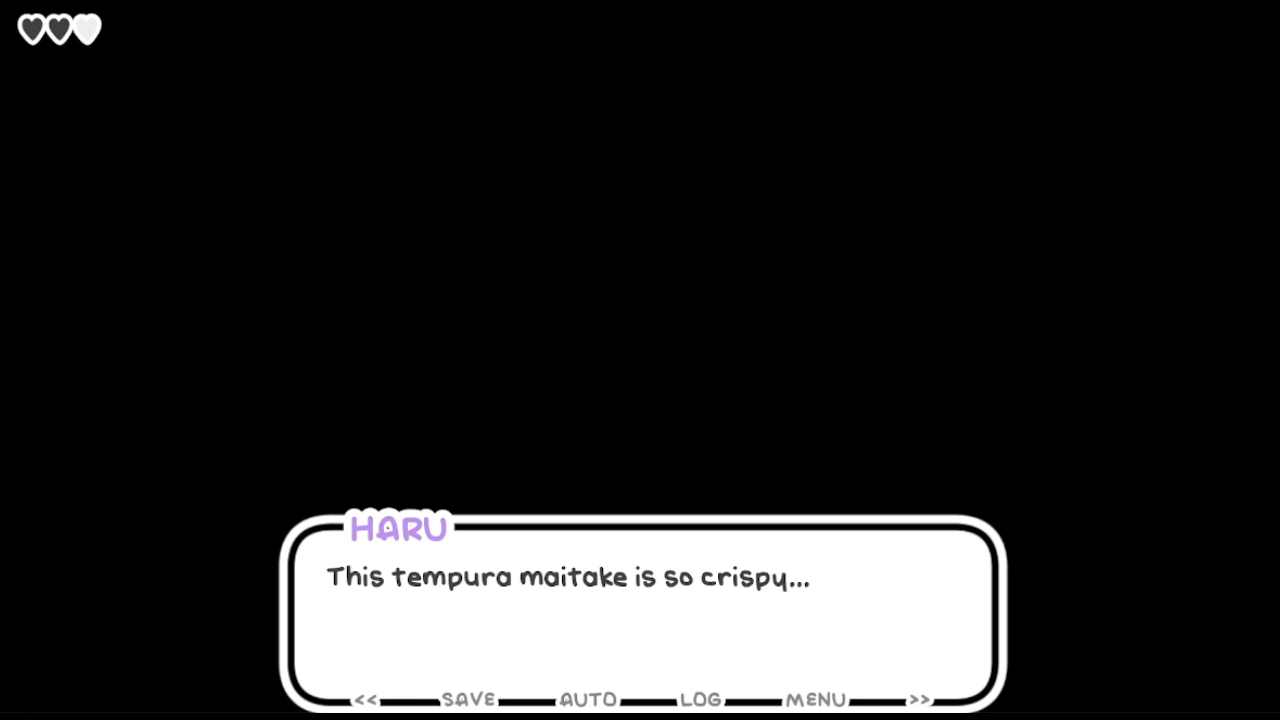 HARU
This tempura maitake is so crispy...
<< SAVE AUTO LOG MENU >>